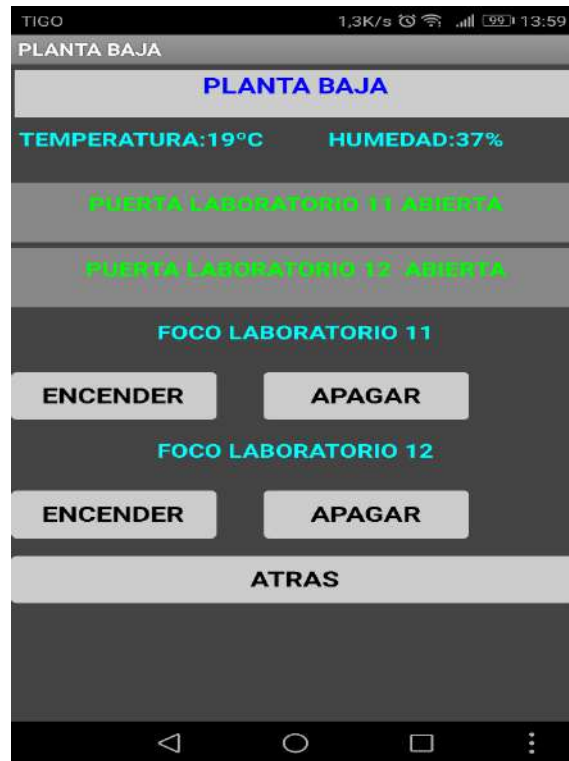 TIGO 1,3K/s 99 13:59
PLANTA BAJA
PLANTA BAJA
TEMPERATURA:19°C HUMEDAD:37%
PUERTA LABORATORIO 11 ABIERTA
PUERTA LABORATORIO 12 ABIERTA
FOCO LABORATORIO 11
ENCENDER APAGAR
FOCO LABORATORIO 12
ENCENDER APAGAR
ATRAS